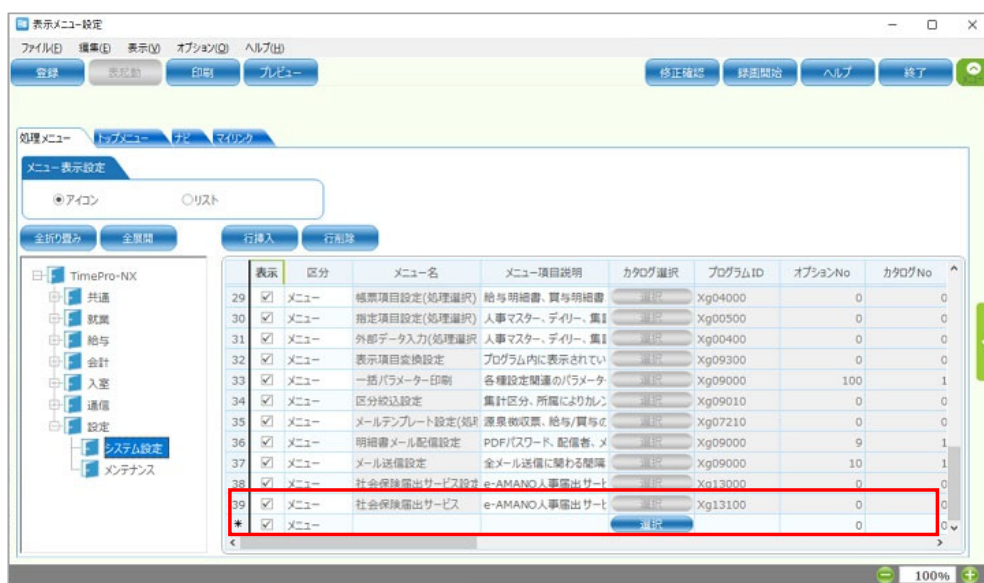 表示メニュー設定
ファイル(F) 編集(E) 表示(V) オプション(O) ヘルプ(H)
登録 表起動 印刷 プレビュー 修正確認 録画開始 ヘルプ 終了
処理メニュー トップメニュー ナビ マイリンク
メニュー表示設定
アイコン リスト
全折り畳み 全展開 行挿入 行削除
TimePro-NX
共通
就業
給与
会計
入室
通信
設定
システム設定
メンテナンス
表示 区分 メニュー名 メニュー項目説明 カタログ選択 プログラムID オプションNo カタログNo
29 メニュー 帳票項目設定(処理選択) 給与明細書、賞与明細書 選択 Xg04000 0 0
30 メニュー 指定項目設定(処理選択) 人事マスター、デイリー、集 選択 Xg00500 0 0
31 メニュー 外部データ入力(処理選択 人事マスター、デイリー、集 選択 Xg00400 0 0
32 メニュー 表示項目変換設定 プログラム内に表示されてい 選択 Xg09300 0 0
33 メニュー 一括パラメーター印刷 各種設定関連のパラメータ 選択 Xg09000 100 1
34 メニュー 区分絞込設定 集計区分、所属によりカレン 選択 Xg09010 0 0
35 メニュー メールテンプレート設定(処 源泉徴収票、給与/賞与の 選択 Xg07210 0 0
36 メニュー 明細書メール配信設定 PDFパスワード、配信者、メ 選択 Xg09000 9 1
37 メニュー メール送信設定 全メール送信に関わる間隔 選択 Xg09000 10 1
38 メニュー 社会保険届出サービス設定 e-AMANO人事届出サービ 選択 Xg13000 0 0
39 メニュー 社会保険届出サービス e-AMANO人事届出サービ 選択 Xg13100 0 0
* メニュー 選択 0 0
100%